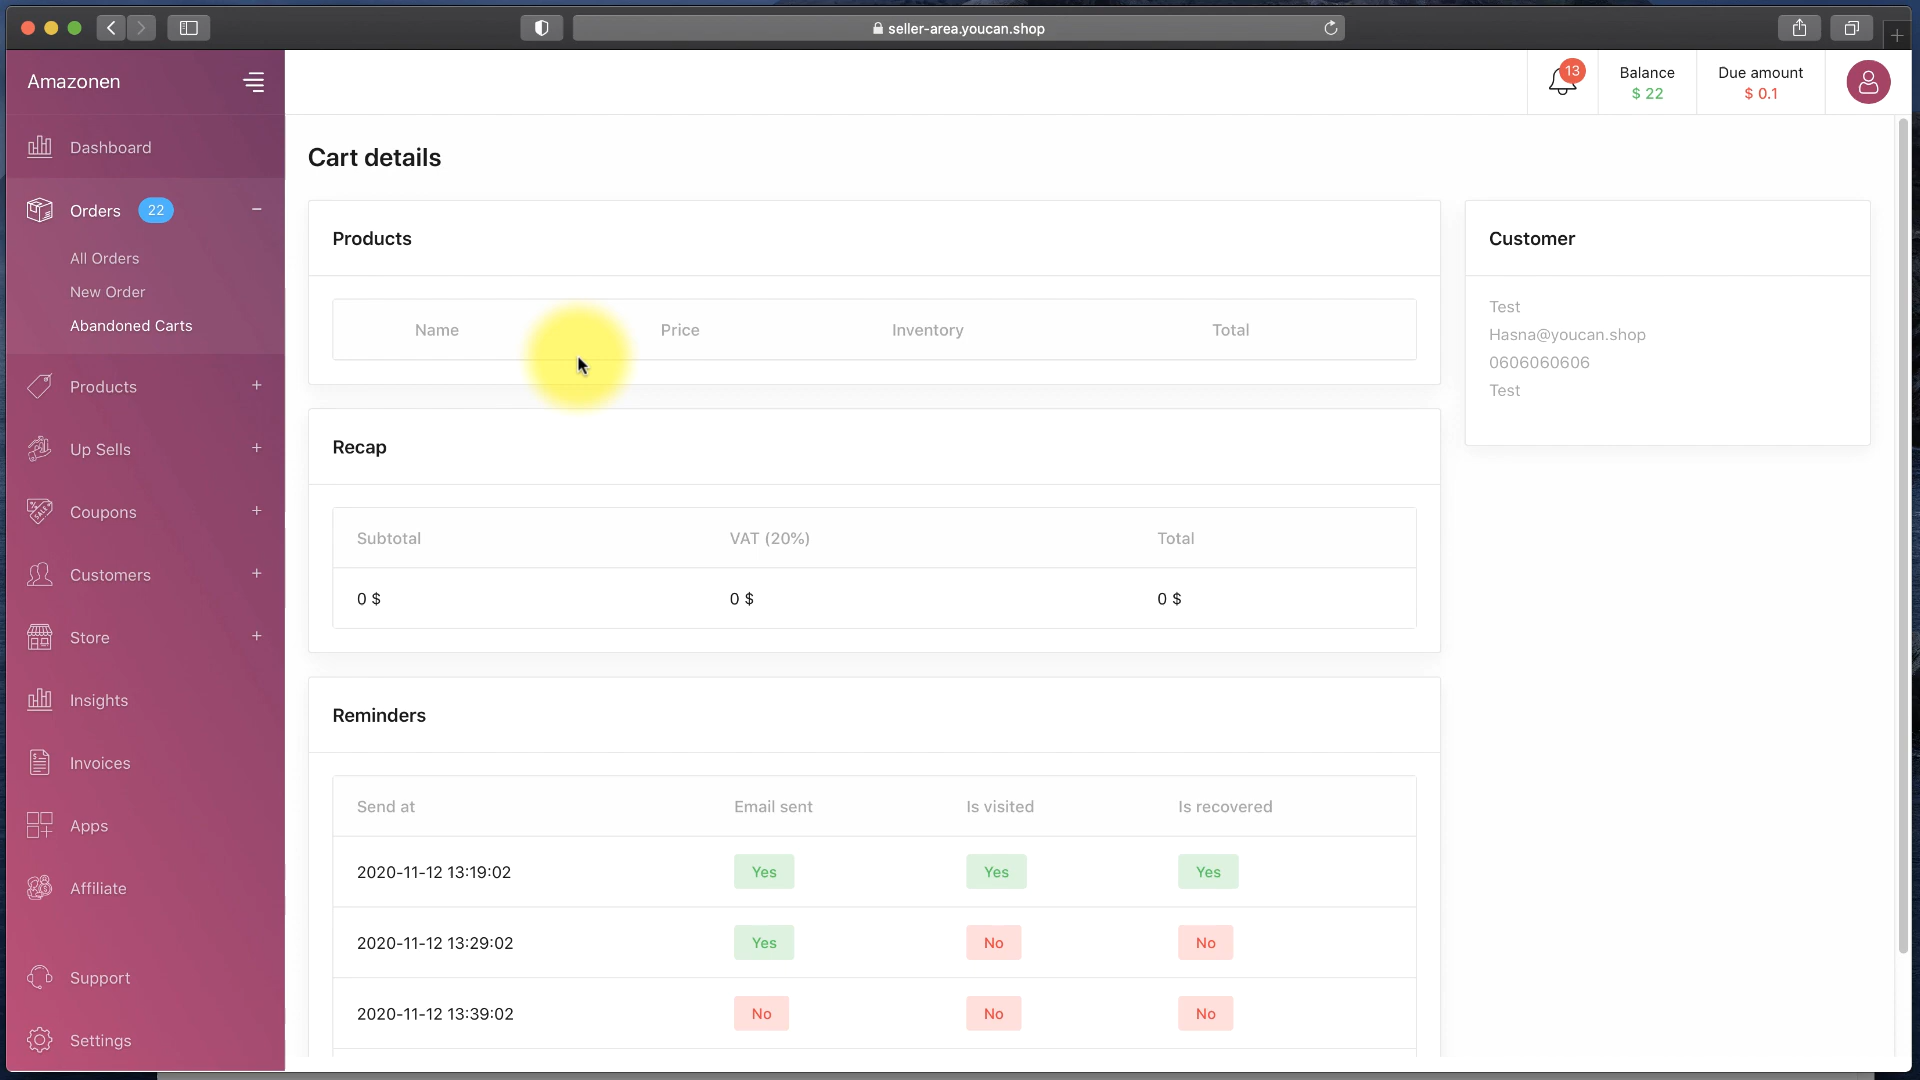 seller-area.youcan.shop
Amazonen
13
Balance
$ 22
Due amount
$ 0.1
Dashboard
Orders 22
All Orders
New Order
Abandoned Carts
Products
Up Sells
Coupons
Customers
Store
Insights
Invoices
Apps
Affiliate
Support
Settings
Cart details
Products
Name Price Inventory Total
Customer
Test
Hasna@youcan.shop
0606060606
Test
Recap
Subtotal VAT (20%) Total
0 $ 0 $ 0 $
Reminders
Send at Email sent Is visited Is recovered
2020-11-12 13:19:02 Yes Yes Yes
2020-11-12 13:29:02 Yes No No
2020-11-12 13:39:02 No No No